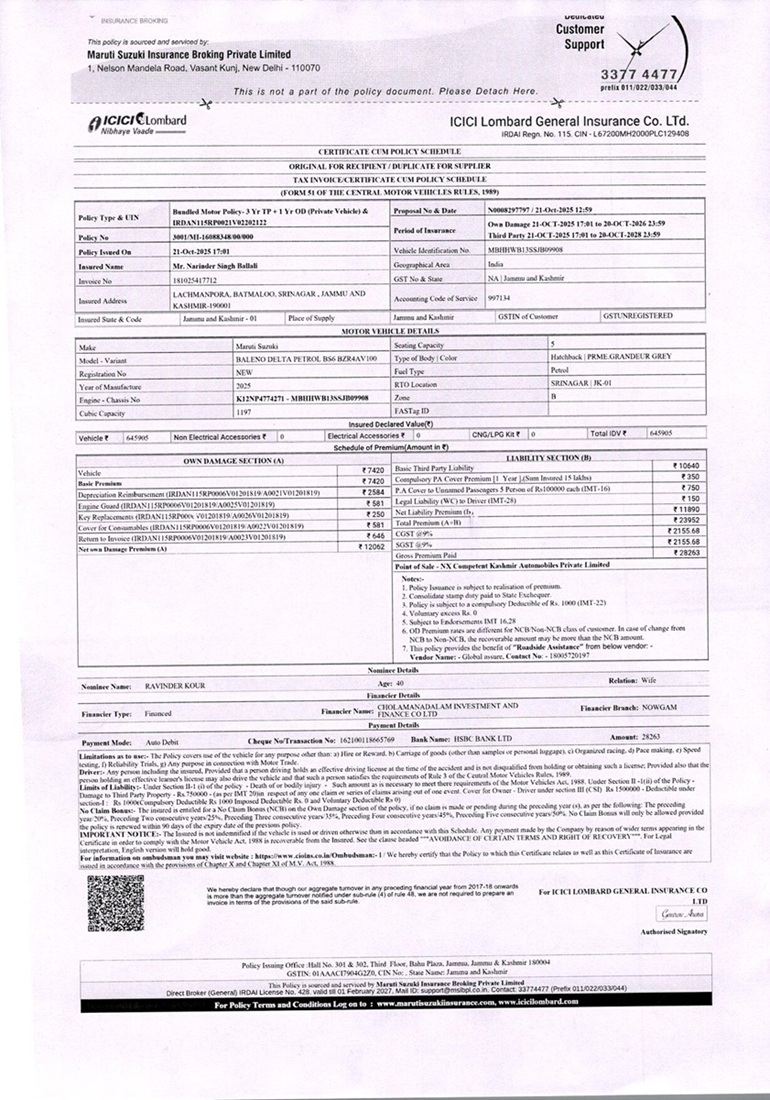 INSURANCE BROKING
This policy is sourced and serviced by:
Maruti Suzuki Insurance Broking Private Limited
1, Nelson Mandela Road, Vasant Kunj, New Delhi - 110070
Dedicated
Customer
Support
3377 4477
prefix 011/022/033/044
This is not a part of the policy document. Please Detach Here.
ICICI Lombard
Nibhaye Vaade
ICICI Lombard General Insurance Co. Ltd.
IRDAI Regn. No. 115. CIN - L67200MH2000PLC129408
CERTIFICATE CUM POLICY SCHEDULE
ORIGINAL FOR RECIPIENT / DUPLICATE FOR SUPPLIER
TAX INVOICE/CERTIFICATE CUM POLICY SCHEDULE
(FORM 51 OF THE CENTRAL MOTOR VEHICLES RULES, 1989)
Policy Type & UIN Bundled Motor Policy- 3 Yr TP + 1 Yr OD (Private Vehicle) & IRDAN115RP0021V02202122
Proposal No & Date N0008297797 / 21-Oct-2025 12:59
Policy No 3001/MI-16088348/00/000
Period of Insurance Own Damage 21-OCT-2025 17:01 to 20-OCT-2026 23:59
Third Party 21-OCT-2025 17:01 to 20-OCT-2028 23:59
Policy Issued On 21-Oct-2025 17:01
Vehicle Identification No. MBHHWB13SSJB09908
Insured Name Mr. Narinder Singh Ballali
Geographical Area India
Invoice No 181025417712
GST No & State NA | Jammu and Kashmir
Insured Address LACHMANPORA, BATMALOO, SRINAGAR , JAMMU AND KASHMIR-190001
Accounting Code of Service 997134
Insured State & Code Jammu and Kashmir - 01 Place of Supply Jammu and Kashmir GSTIN of Customer GSTUNREGISTERED
MOTOR VEHICLE DETAILS
Make Maruti Suzuki Seating Capacity 5
Model - Variant BALENO DELTA PETROL BS6 BZR4AV100 Type of Body | Color Hatchback | PRME.GRANDEUR GREY
Registration No NEW Fuel Type Petrol
Year of Manufacture 2025 RTO Location SRINAGAR | JK-01
Engine - Chassis No K12NP4774271 - MBHHWB13SSJB09908 Zone B
Cubic Capacity 1197 FASTag ID
Insured Declared Value(₹)
Vehicle ₹ 645905 Non Electrical Accessories ₹ 0 Electrical Accessories ₹ 0 CNG/LPG Kit ₹ 0 Total IDV ₹ 645905
Schedule of Premium(Amount in ₹)
OWN DAMAGE SECTION (A)
Vehicle ₹ 7420
Basic Premium ₹ 7420
Depreciation Reimbursement (IRDAN115RP0006V01201819/A0021V01201819) ₹ 2584
Engine Guard (IRDAN115RP0006V01201819/A0025V01201819) ₹ 581
Key Replacements (IRDAN115RP0006V01201819/A0026V01201819) ₹ 250
Cover for Consumables (IRDAN115RP0006V01201819/A0022V01201819) ₹ 581
Return to Invoice (IRDAN115RP0006V01201819/A0023V01201819) ₹ 646
Net own Damage Premium (A) ₹ 12062
LIABILITY SECTION (B)
Basic Third Party Liability ₹ 10640
Compulsory PA Cover Premium [1 Year ],(Sum Insured 15 lakhs) ₹ 350
P.A Cover to Unnamed Passengers 5 Person of Rs100000 each (IMT-16) ₹ 750
Legal Liability (WC) to Driver (IMT-28) ₹ 150
Net Liability Premium ₹ 11890
Total Premium (A+B) ₹ 23952
CGST @9% ₹ 2155.68
SGST @9% ₹ 2155.68
Gross Premium Paid ₹ 28263
Point of Sale - NX Competent Kashmir Automobiles Private Limited
Notes:-
1. Policy Issuance is subject to realisation of premium.
2. Consolidate stamp duty paid to State Exchequer.
3. Policy is subject to a compulsory Deductible of Rs. 1000 (IMT-22)
4. Voluntary excess Rs. 0
5. Subject to Endorsements IMT 16,28
6. OD Premium rates are different for NCB/Non-NCB class of customer. In case of change from
NCB to Non-NCB, the recoverable amount may be more than the NCB amount.
7. This policy provides the benefit of "Roadside Assistance" from below vendor: -
Vendor Name: - Global assure, Contact No: - 18005720197
Nominee Details
Nominee Name: RAVINDER KOUR Age: 40 Relation: Wife
Financier Details
Financier Type: Financed Financier Name: CHOLAMANADALAM INVESTMENT AND FINANCE CO LTD Financier Branch: NOWGAM
Payment Details
Payment Mode: Auto Debit Cheque No/Transaction No: 162100118665769 Bank Name: HSBC BANK LTD Amount: 28263
Limitations as to use:- The Policy covers use of the vehicle for any purpose other than: a) Hire or Reward, b) Carriage of goods (other than samples or personal luggage), c) Organized racing, d) Pace making, e) Speed
testing, f) Reliability Trials, g) Any purpose in connection with Motor Trade.
Driver:- Any person including the insured, Provided that a person driving holds an effective driving license at the time of the accident and is not disqualified from holding or obtaining such a license; Provided also that the
person holding an effective learner's license may also drive the vehicle and that such a person satisfies the requirements of Rule 3 of the Central Motor Vehicles Rules, 1989.
Limits of Liability:- Under Section II-1 (i) of the Policy - Death of or bodily injury - Such amount as is necessary to meet there requirements of the Motor Vehicles Act, 1988. Under Section II -1(ii) of the Policy -
Damage to Third Party Property - Rs.750000 - (as per IMT 20)in respect of any one claim or series of claims arising out of one event. Cover for Owner - Driver under section III (CSI) Rs 1500000 - Deductible under
section-I : Rs 1000(Compulsory Deductible Rs 1000 Imposed Deductible Rs. 0 and Voluntary Deductible Rs 0)
No Claim Bonus:- The insured is entitled for a No Claim Bonus (NCB) on the Own Damage section of the policy, if no claim is made or pending during the preceding year (s), as per the following: The preceding
year/20%, Preceding Two consecutive years/25%, Preceding Three consecutive years/35%, Preceding Four consecutive years/45%, Preceding Five consecutive years/50%. No Claim Bonus will only be allowed provided
the policy is renewed within 90 days of the expiry date of the previous policy.
IMPORTANT NOTICE:- The Insured is not indemnified if the vehicle is used or driven otherwise than in accordance with this Schedule. Any payment made by the Company by reason of wider terms appearing in the
Certificate in order to comply with the Motor Vehicle Act, 1988 is recoverable from the Insured. See the clause headed "AVOIDANCE OF CERTAIN TERMS AND RIGHT OF RECOVERY". For Legal
interpretation, English version will hold good.
For information on ombudsman you may visit website : https://www.cioins.co.in/Ombudsman:- I / We hereby certify that the Policy to which this Certificate relates as well as this Certificate of Insurance are
issued in accordance with the provisions of Chapter X and Chapter XI of M.V. Act, 1988.
We hereby declare that though our aggregate turnover in any preceding financial year from 2017-18 onwards
is more than the aggregate turnover notified under sub-rule (4) of rule 48, we are not required to prepare an
invoice in terms of the provisions of the said sub-rule.
For ICICI LOMBARD GENERAL INSURANCE CO
LTD
Authorised Signatory
Policy Issuing Office :Hall No. 301 & 302, Third Floor, Bahu Plaza, Jammu, Jammu & Kashmir 180004
GSTIN: 01AAACI7904G2Z0, CIN No: , State Name: Jammu and Kashmir
This Policy is sourced and serviced by Maruti Suzuki Insurance Broking Private Limited
Direct Broker (General) IRDAI License No. 428, valid till 01 February 2027, Mail ID: support@msibpl.co.in. Contact: 33774477 (Prefix 011/022/033/044)
For Policy Terms and Conditions Log on to : www.marutisuzukiinsurance.com, www.icicilombard.com